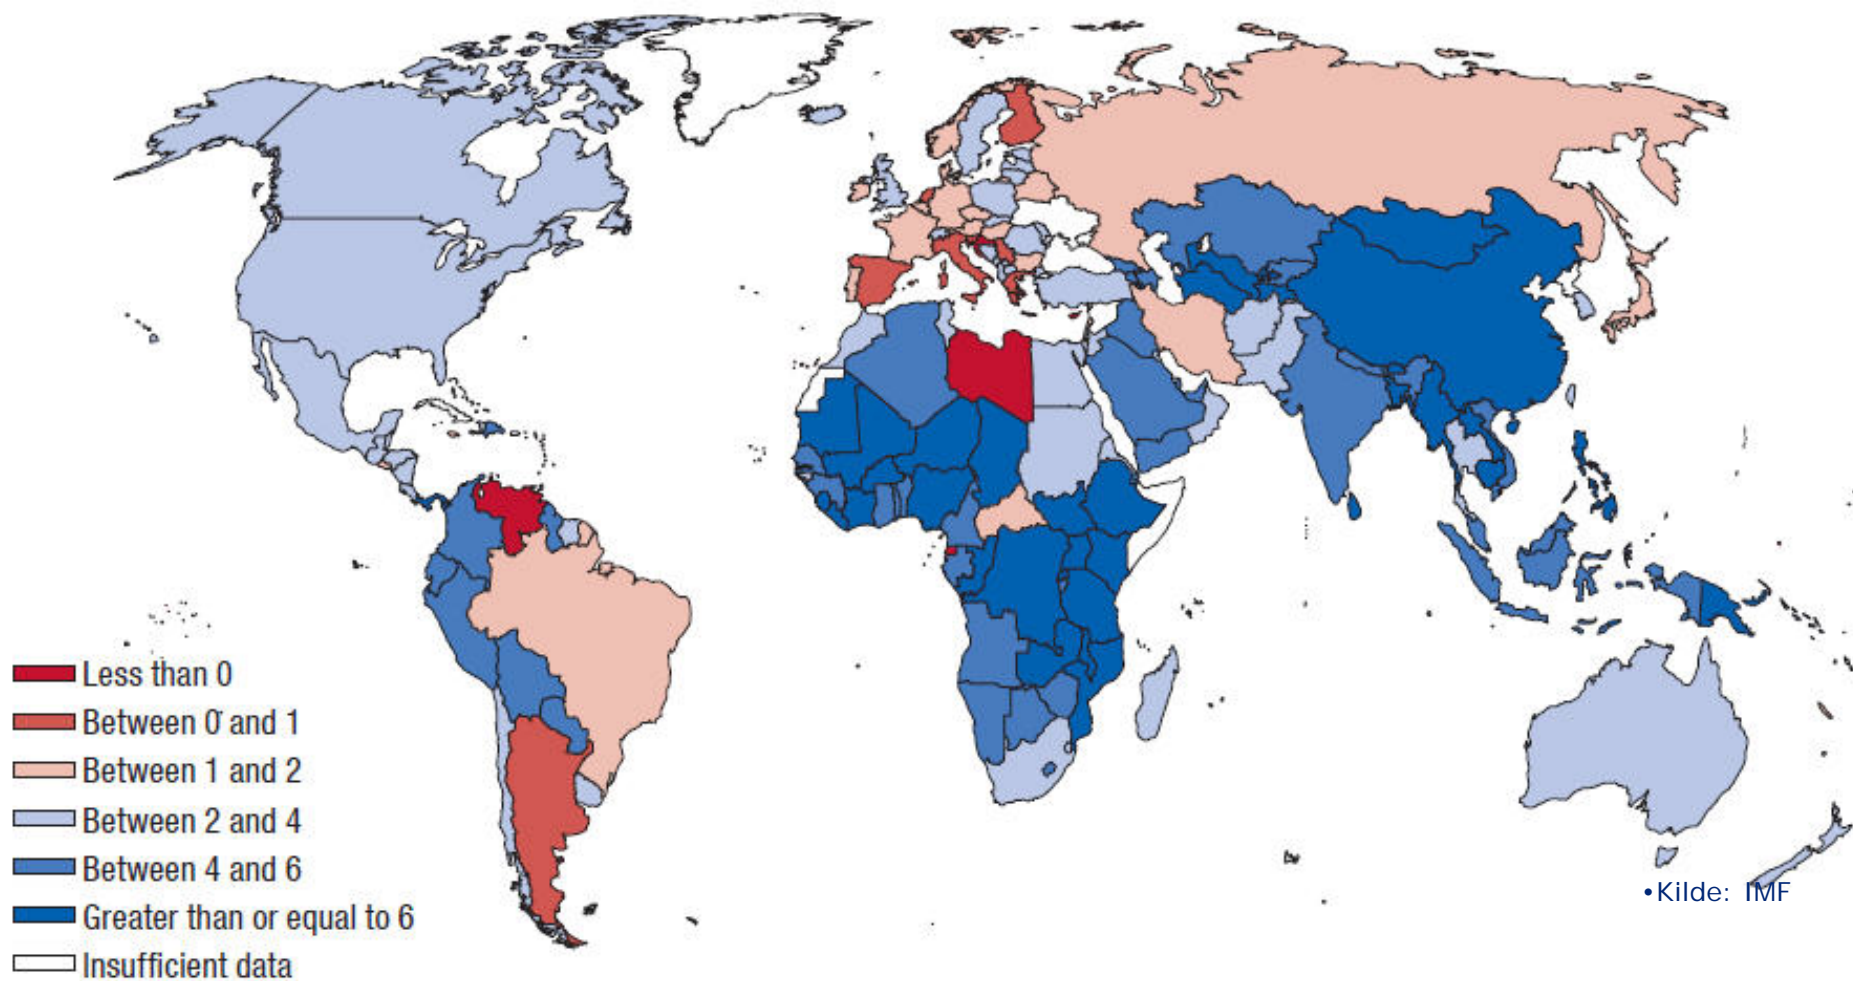 Less than 0
Between 0 and 1
Between 1 and 2
Between 2 and 4
Between 4 and 6
Greater than or equal to 6
Insufficient data
•Kilde: IMF